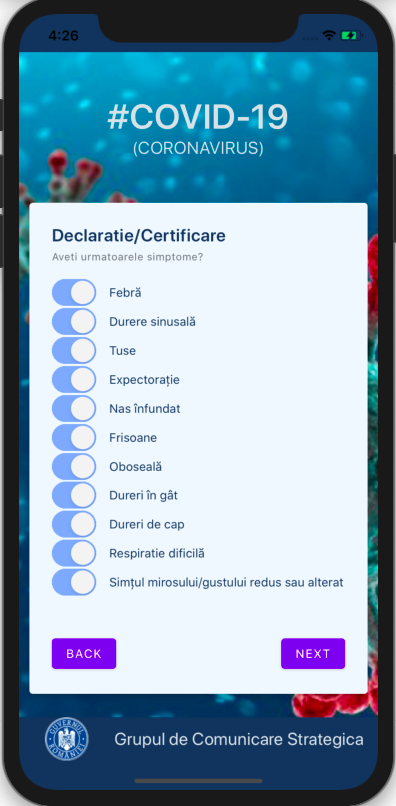 4:26
#COVID-19
(CORONAVIRUS)
Declaratie/Certificare
Aveti urmatoarele simptome?
Febră
Durere sinusală
Tuse
Expectorație
Nas înfundat
Frisoane
Oboseală
Dureri în gât
Dureri de cap
Respiratie dificilă
Simțul mirosului/gustului redus sau alterat
BACK
NEXT
Grupul de Comunicare Strategica